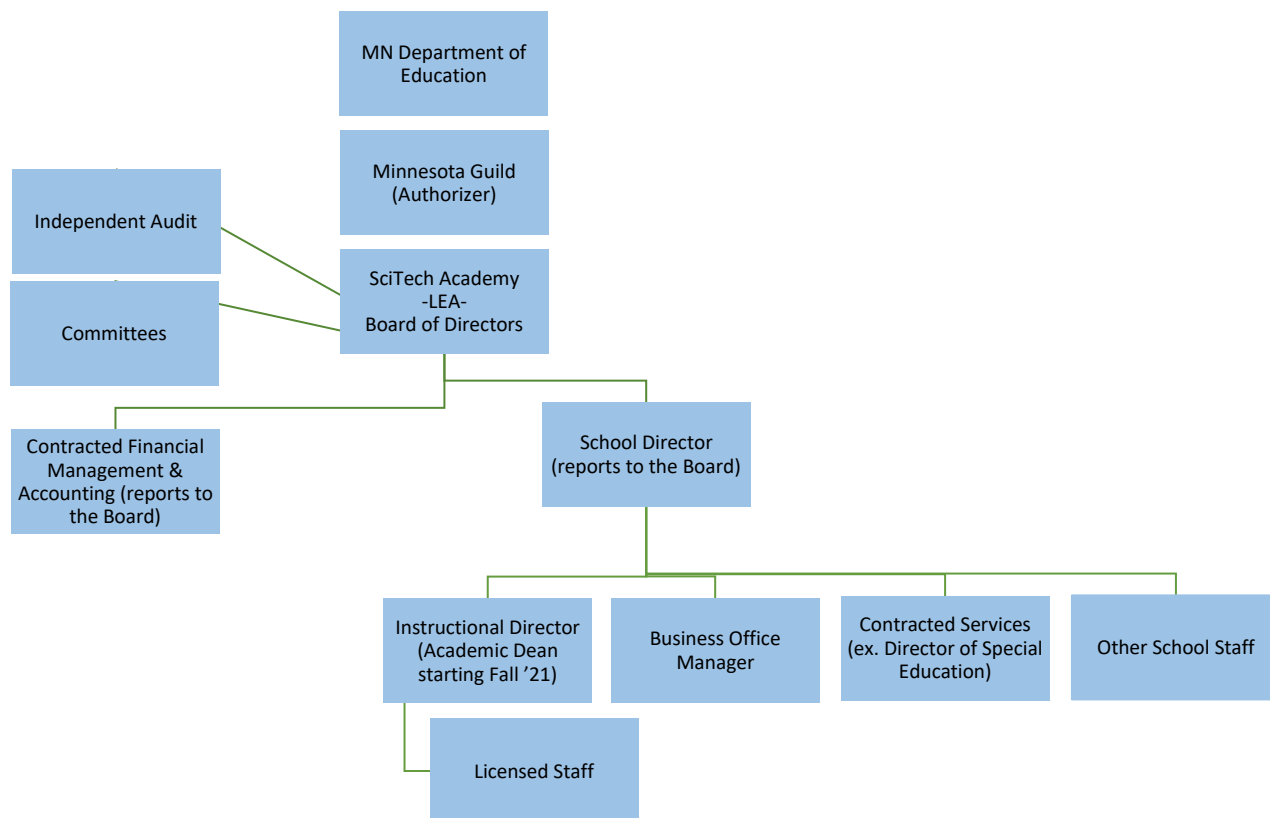 MN Department of
Education
Minnesota Guild
(Authorizer)
Independent Audit
SciTech Academy
-LEA-
Board of Directors
Committees
Contracted Financial
Management &
Accounting (reports to
the Board)
School Director
(reports to the Board)
Instructional Director
(Academic Dean
starting Fall ’21)
Business Office
Manager
Contracted Services
(ex. Director of Special
Education)
Other School Staff
Licensed Staff